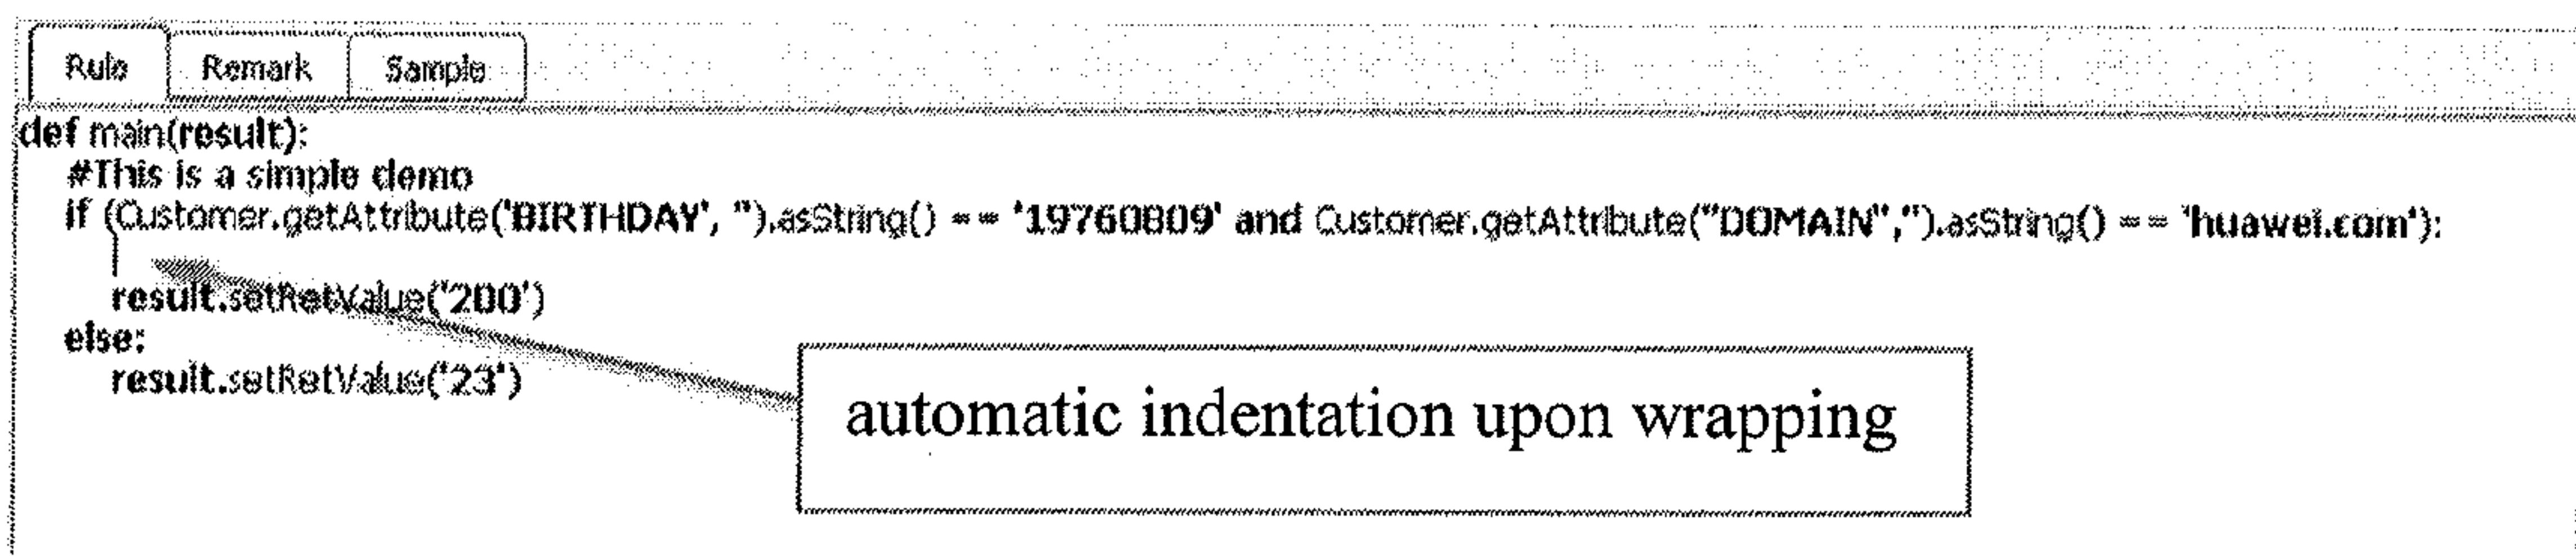 Rule Remark Sample
def main(result):
#This is a simple demo
if (Customer.getAttribute('BIRTHDAY', '').asString() == '19760809' and Customer.getAttribute("DOMAIN",'').asString() == 'huawei.com'):
result.setRetValue('200')
else:
result.setRetValue('23')
automatic indentation upon wrapping